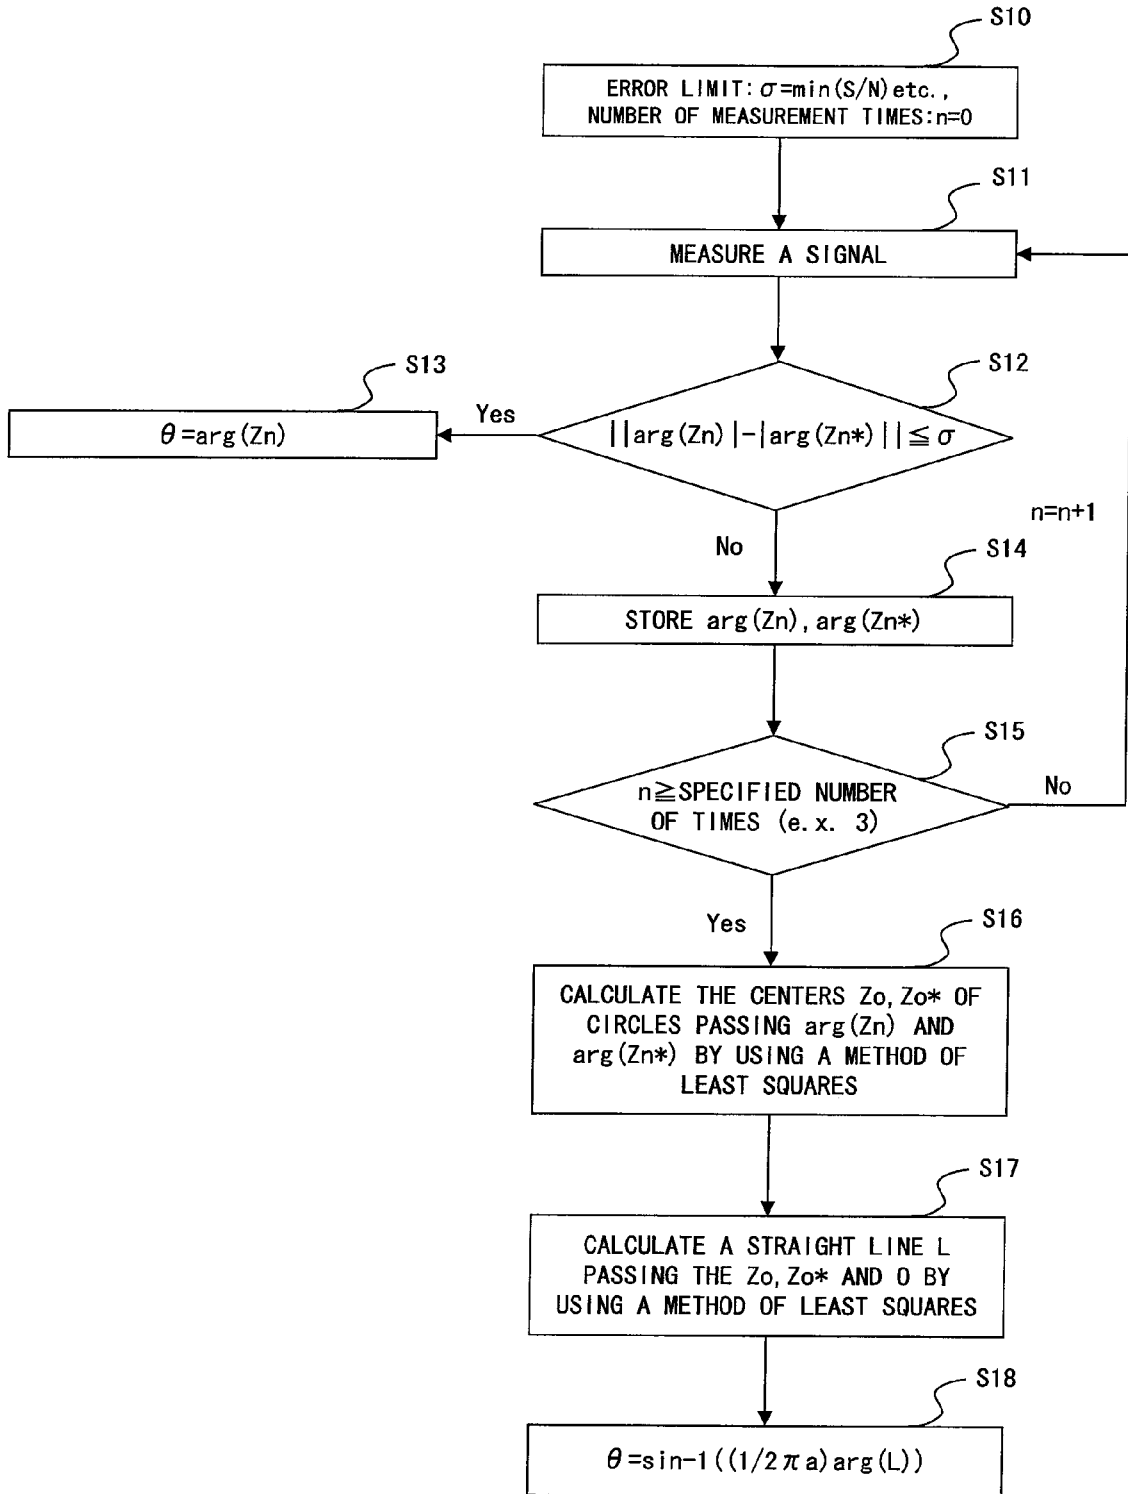 S10
ERROR LIMIT: σ=min(S/N)etc.,
NUMBER OF MEASUREMENT TIMES:n=0
S11
MEASURE A SIGNAL
S12
||arg(Zn)|-|arg(Zn*)||≦σ
Yes
S13
θ=arg(Zn)
No
n=n+1
S14
STORE arg(Zn), arg(Zn*)
S15
n≧SPECIFIED NUMBER
OF TIMES (e.x. 3)
No
Yes
S16
CALCULATE THE CENTERS Zo, Zo* OF
CIRCLES PASSING arg(Zn) AND
arg(Zn*) BY USING A METHOD OF
LEAST SQUARES
S17
CALCULATE A STRAIGHT LINE L
PASSING THE Zo, Zo* AND O BY
USING A METHOD OF LEAST SQUARES
S18
θ=sin-1((1/2πa)arg(L))